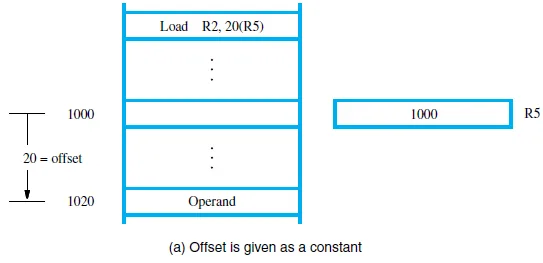 Load R2, 20(R5)
1000
1000 R5
20 = offset
1020 Operand
(a) Offset is given as a constant